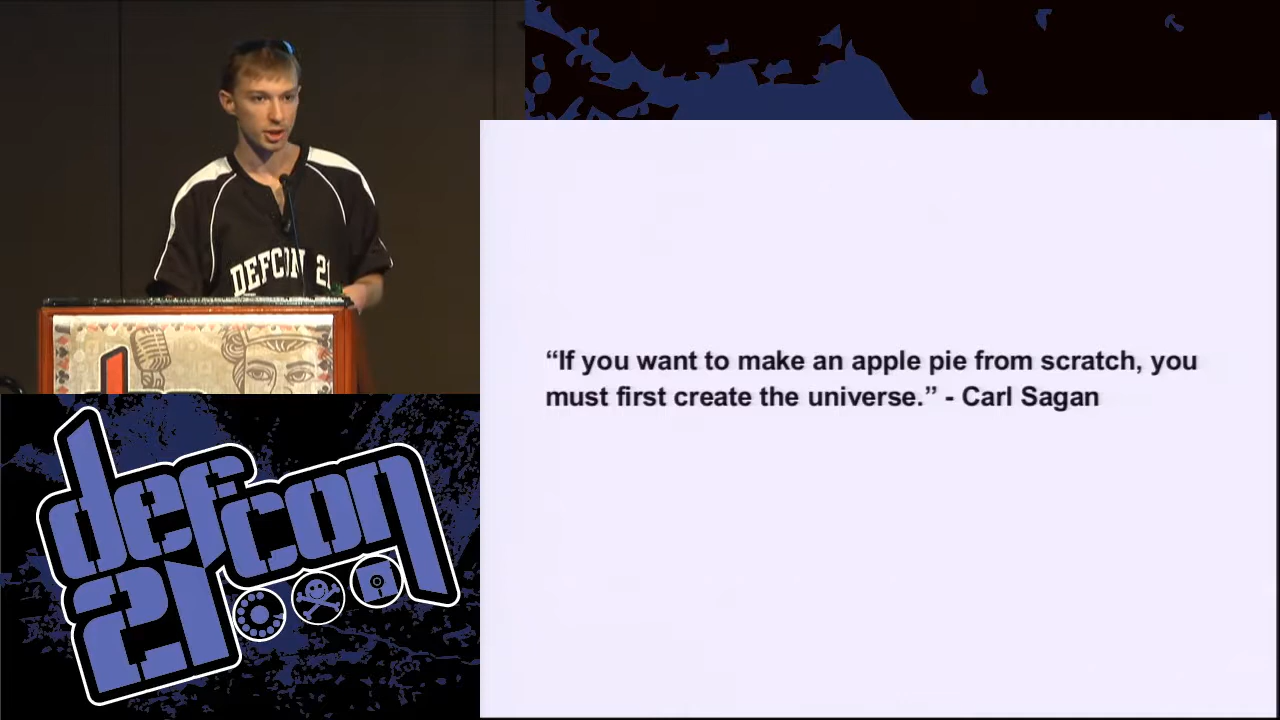 DEFCON 21
“If you want to make an apple pie from scratch, you
must first create the universe.” - Carl Sagan
defcon
21